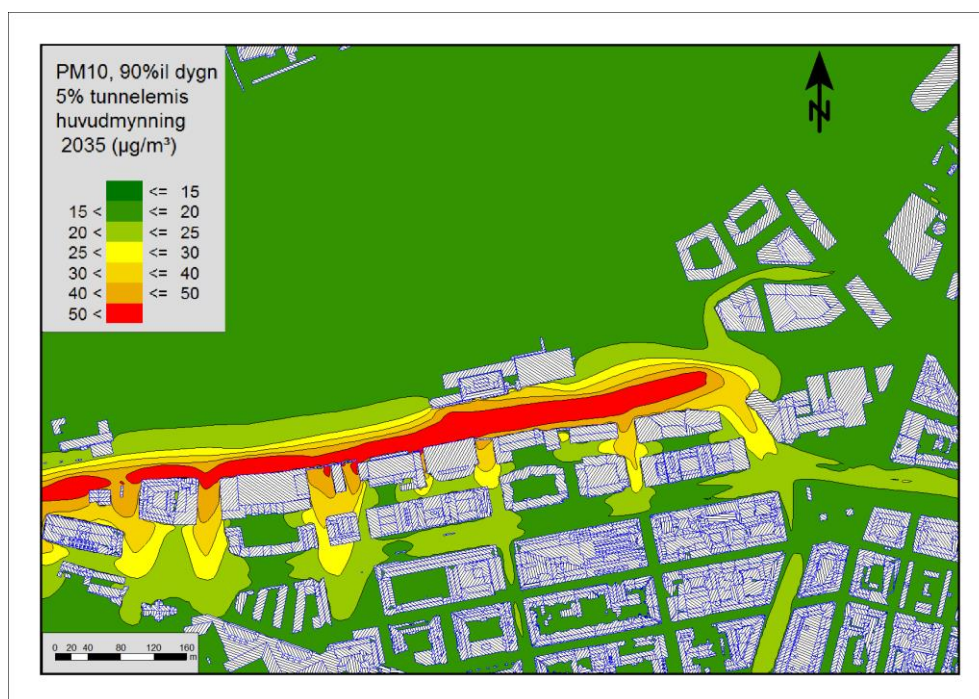 PM10, 90%il dygn
5% tunnelemis
huvudmynning
2035 (µg/m³)
<= 15
15 < <= 20
20 < <= 25
25 < <= 30
30 < <= 40
40 < <= 50
50 <
N
0 20 40 80 120 160
m